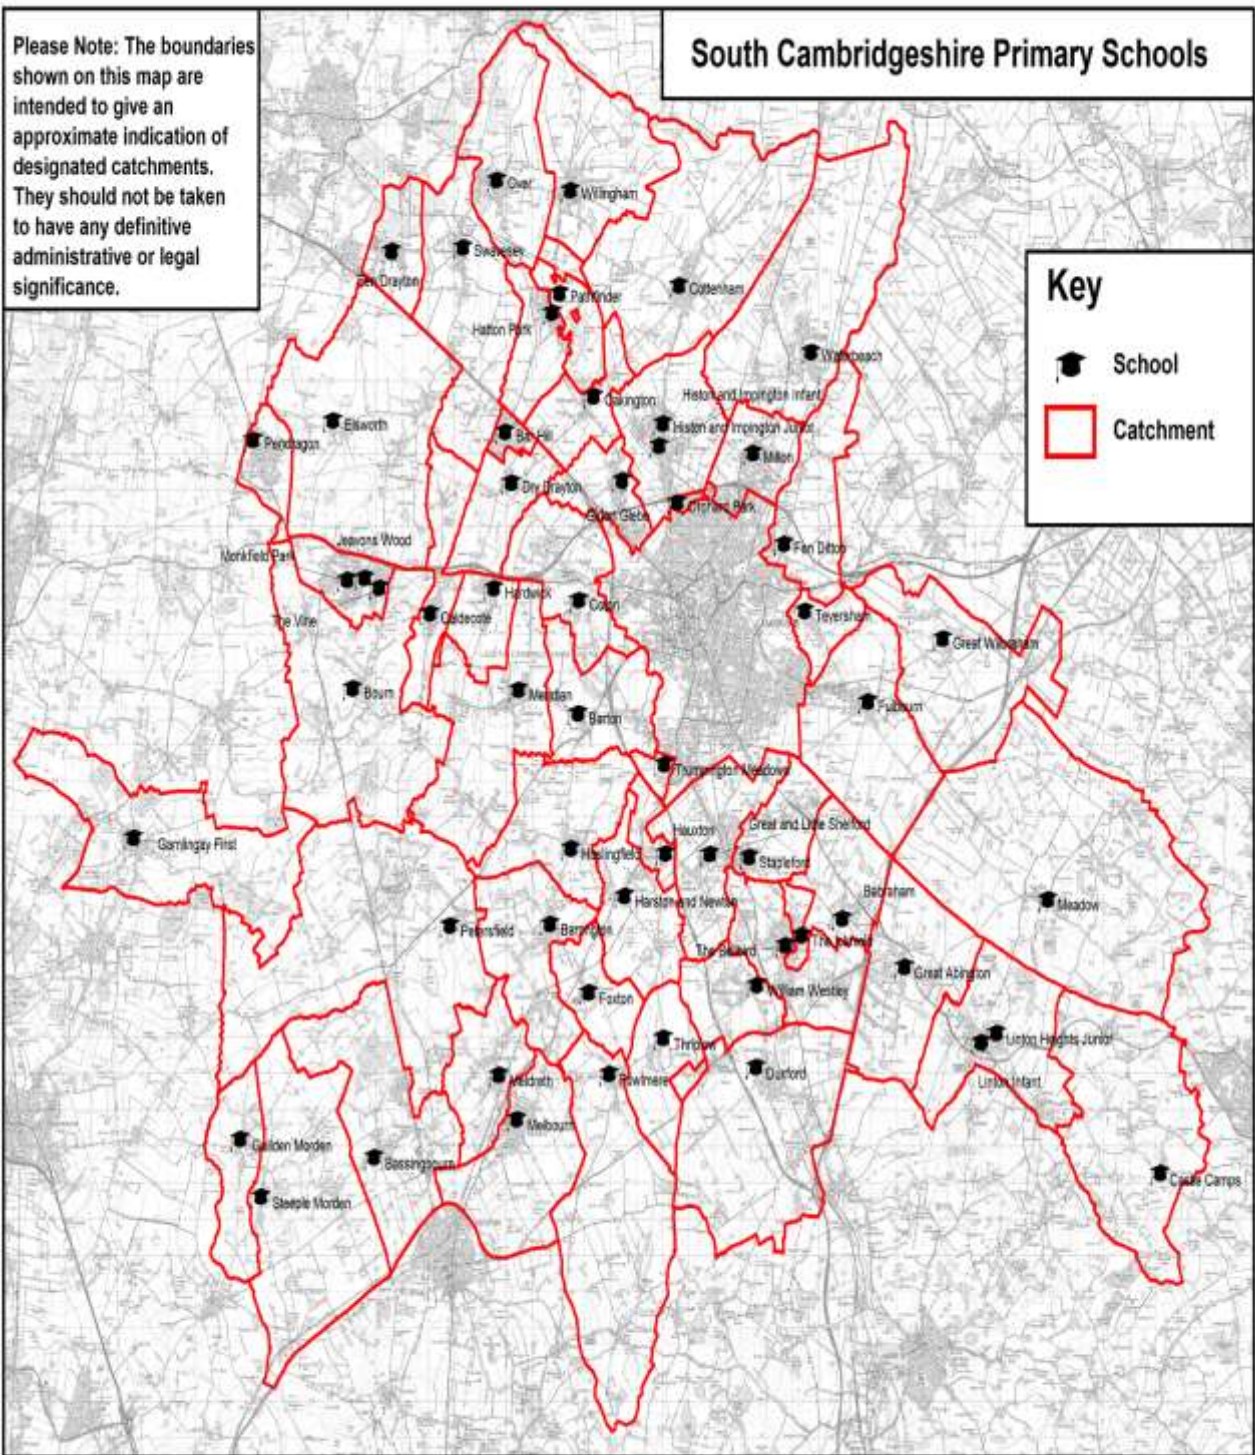 Please Note: The boundaries
shown on this map are
intended to give an
approximate indication of
designated catchments.
They should not be taken
to have any definitive
administrative or legal
significance.
South Cambridgeshire Primary Schools
Key
School
Catchment
Over
Willingham
Swavesey
Fen Drayton
Cottenham
Pathfinder
Hatton Park
Waterbeach
Oakington
Histon and Impington Infant
Histon and Impington Junior
Elsworth
Bar Hill
Pendragon
Milton
Dry Drayton
Girton Glebe
Orchard Park
Jeavons Wood
Monkfield Park
Fen Ditton
Hardwick
Coton
The Vine
Caldecote
Teversham
Great Wilbraham
Bourn
Meridian
Barton
Fulbourn
Trumpington Meadows
Great and Little Shelford
Hauxton
Gamlingay First
Haslingfield
Stapleford
Babraham
Harston and Newton
Meadow
Petersfield
Barrington
The Bellbird
The Icknield
Great Abington
William Westley
Foxton
Thriplow
Linton Heights Junior
Duxford
Linton Infant
Meldreth
Fowlmere
Melbourn
Guilden Morden
Bassingbourn
Castle Camps
Steeple Morden